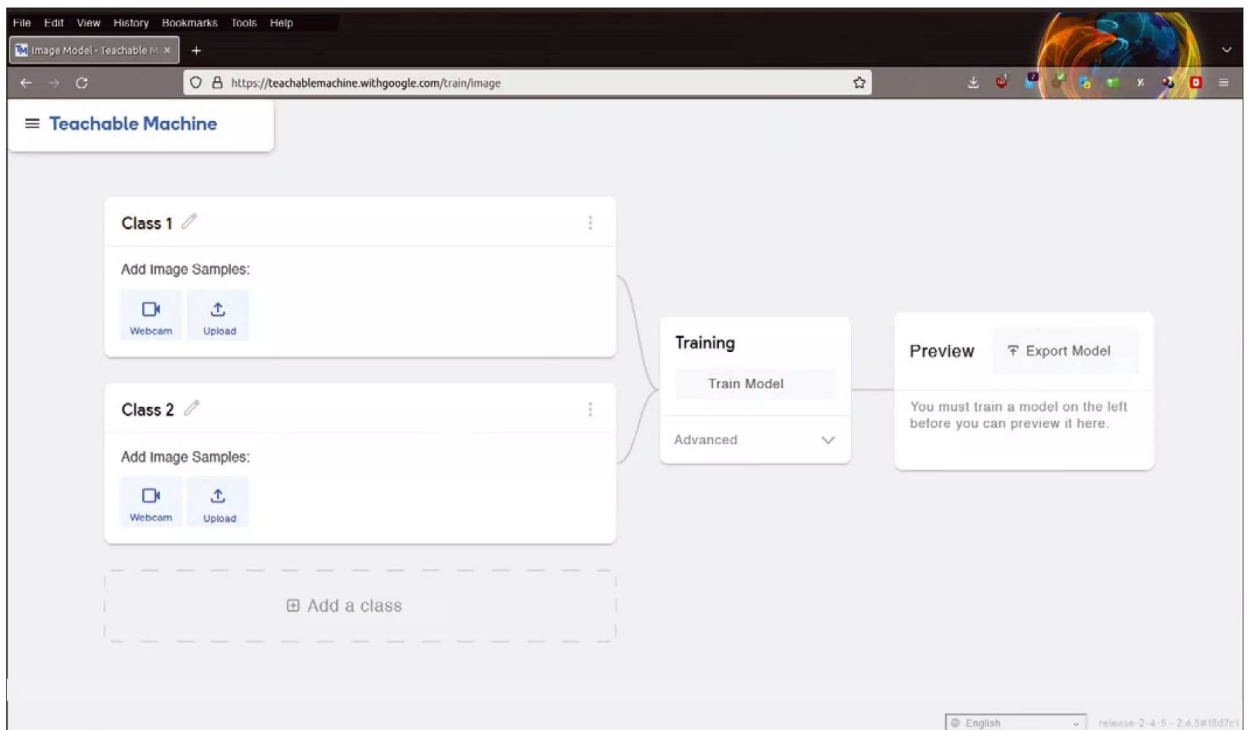 File Edit View History Bookmarks Tools Help
Image Model - Teachable M
https://teachablemachine.withgoogle.com/train/image
Teachable Machine
Class 1
Add Image Samples:
Webcam Upload
Class 2
Add Image Samples:
Webcam Upload
Add a class
Training
Train Model
Advanced
Preview Export Model
You must train a model on the left
before you can preview it here.
English